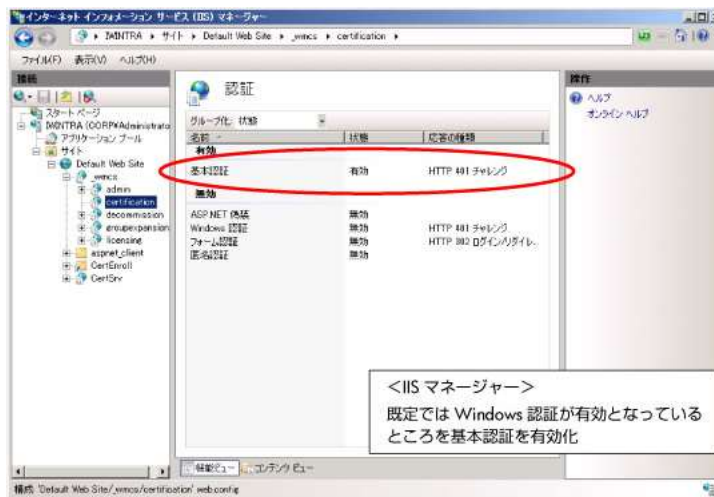 インターネット インフォメーション サービス (IIS) マネージャー
サイト ▸ Default Web Site ▸ _wmcs ▸ certification ▸
ファイル(F) 表示(V) ヘルプ(H)
接続
スタート ページ
アプリケーション プール
サイト
Default Web Site
_wmcs
admin
certification
decommission
groupexpansion
licensing
aspnet_client
CertEnroll
CertSrv
認証
グループ化: 状態
名前 状態 応答の種類
有効
基本認証 有効 HTTP 401 チャレンジ
無効
ASP.NET 偽装 無効
Windows 認証 無効 HTTP 401 チャレンジ
フォーム認証 無効 HTTP 302 ログイン/リダイレ..
匿名認証 無効
操作
ヘルプ
オンライン ヘルプ
<IIS マネージャー>
既定では Windows 認証が有効となっている
ところを基本認証を有効化
機能ビュー コンテンツ ビュー
構成: 'Default Web Site/_wmcs/certification' web.config